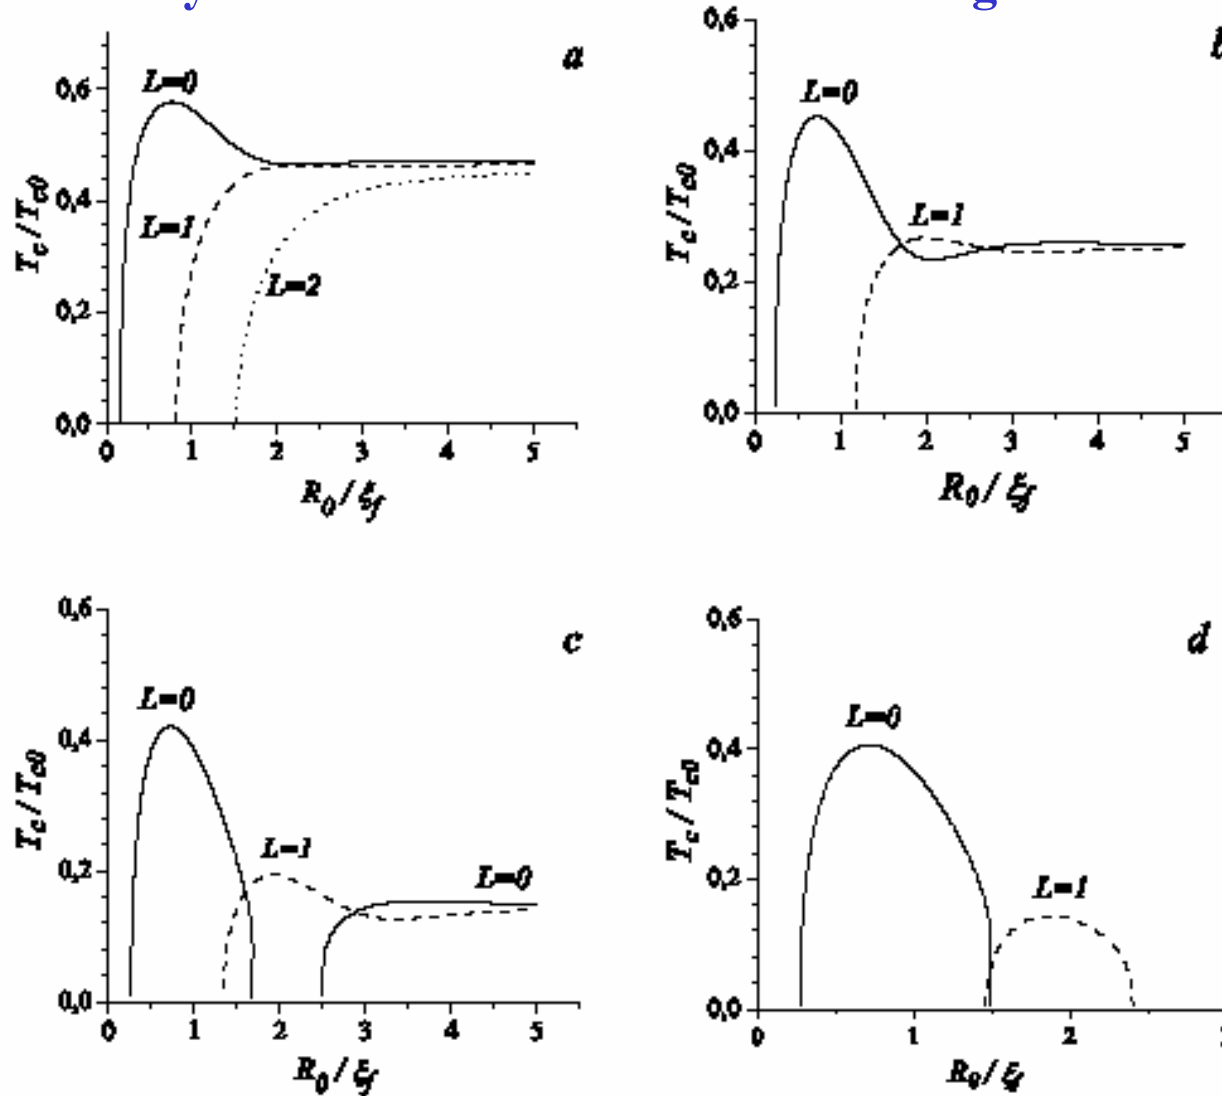 y g
a
L=0
0,6
0,4
0,2
0,0
L=1
L=2
T_c/T_c0
0 1 2 3 4 5
R_0/ξ_f
b
L=0
0,6
0,4
0,2
0,0
L=1
T_c/T_c0
0 1 2 3 4 5
R_0/ξ_f
c
L=0
0,6
0,4
0,2
0,0
L=1
L=0
T_c/T_c0
0 1 2 3 4 5
R_0/ξ_f
d
L=0
0,6
0,4
0,2
0,0
L=1
T_c/T_c0
0 1 2
R_0/ξ_f